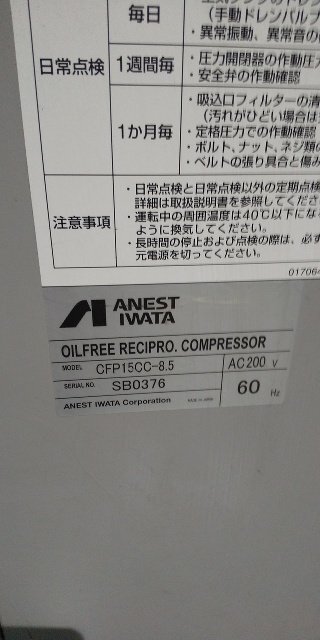 毎日
(手動ドレンバルブ
・異常振動、異常音の
日常点検
1週間毎
・圧力開閉器の作動圧
・安全弁の作動確認
1か月毎
・吸込口フィルターの清
(汚れがひどい場合は
・定格圧力での作動確認
・ボルト、ナット、ネジ類の
・ベルトの張り具合と傷み
注意事項
・日常点検と日常点検以外の定期点検
詳細は取扱説明書を参照してくださ
・運転中の周囲温度は40℃以下にな
ように換気してください。
・長時間の停止および点検の際は、必ず
元電源を切ってください。
01706
ANEST
IWATA
OILFREE RECIPRO. COMPRESSOR
MODEL CFP15CC-8.5 AC200 V
SERIAL NO. SB0376 60 Hz
ANEST IWATA Corporation MADE IN JAPAN